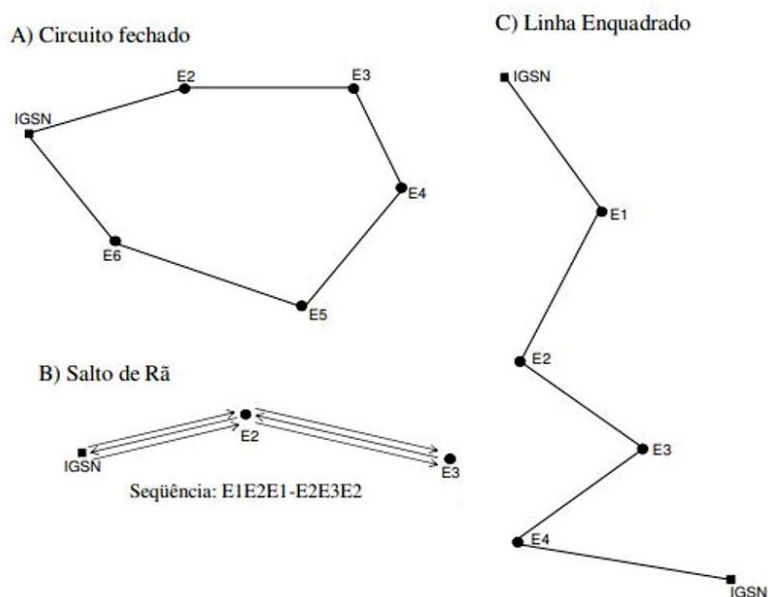 A) Circuito fechado
IGSN
E2
E3
E4
E5
E6
B) Salto de Rã
IGSN
E2
E3
Seqüência: E1E2E1-E2E3E2
C) Linha Enquadrado
IGSN
E1
E2
E3
E4
IGSN